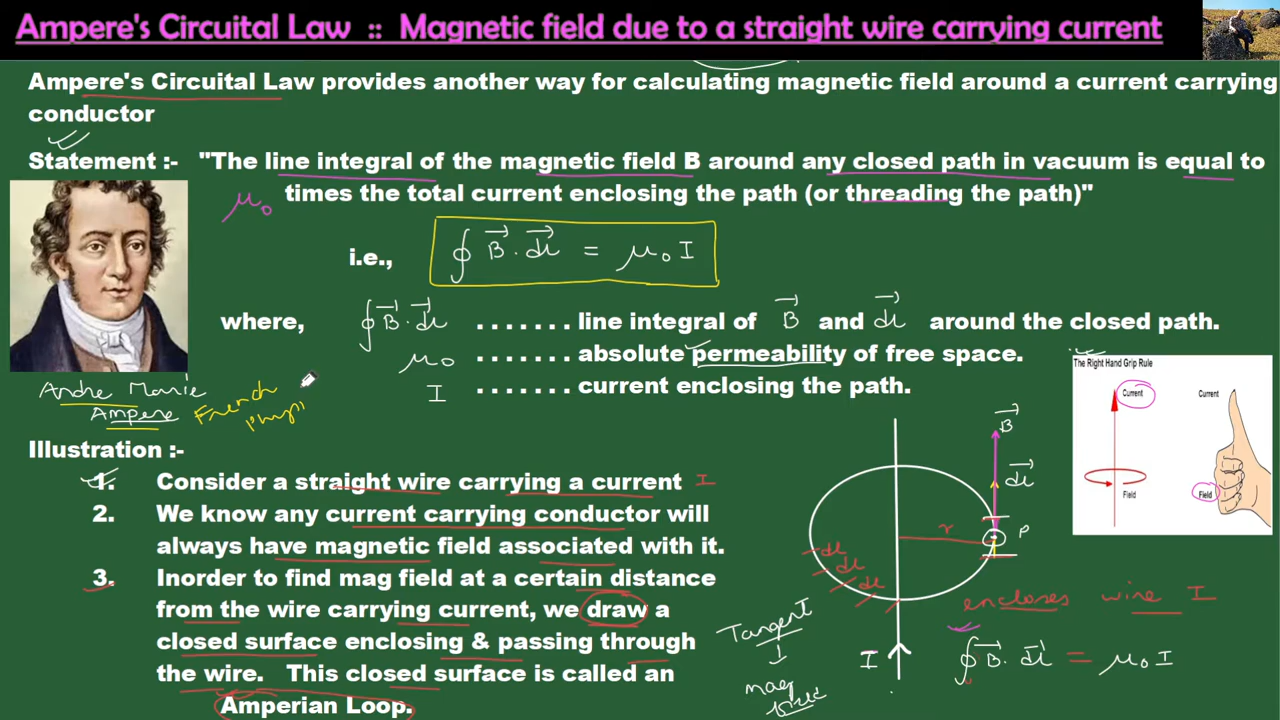 Ampere's Circuital Law :: Magnetic field due to a straight wire carrying current
Ampere's Circuital Law provides another way for calculating magnetic field around a current carrying
conductor
Statement :- "The line integral of the magnetic field B around any closed path in vacuum is equal to
μ₀ times the total current enclosing the path (or threading the path)"
i.e., ∮ B⃗ . dl⃗ = μ₀ I
where, ∮ B⃗ . dl⃗ ....... line integral of B⃗ and dl⃗ around the closed path.
μ₀ ....... absolute permeability of free space.
I ....... current enclosing the path.
Andre Marie
Ampere
French
The Right Hand Grip Rule
Current Current
Field Field
Illustration :-
1. Consider a straight wire carrying a current I
2. We know any current carrying conductor will
always have magnetic field associated with it.
3. Inorder to find mag field at a certain distance
from the wire carrying current, we draw a
closed surface enclosing & passing through
the wire. This closed surface is called an
Amperian Loop.
B⃗
dl⃗
r P
dl
dl
dl
encloses wire I
Tangent
I
∮ B⃗ . dl⃗ = μ₀ I
mag